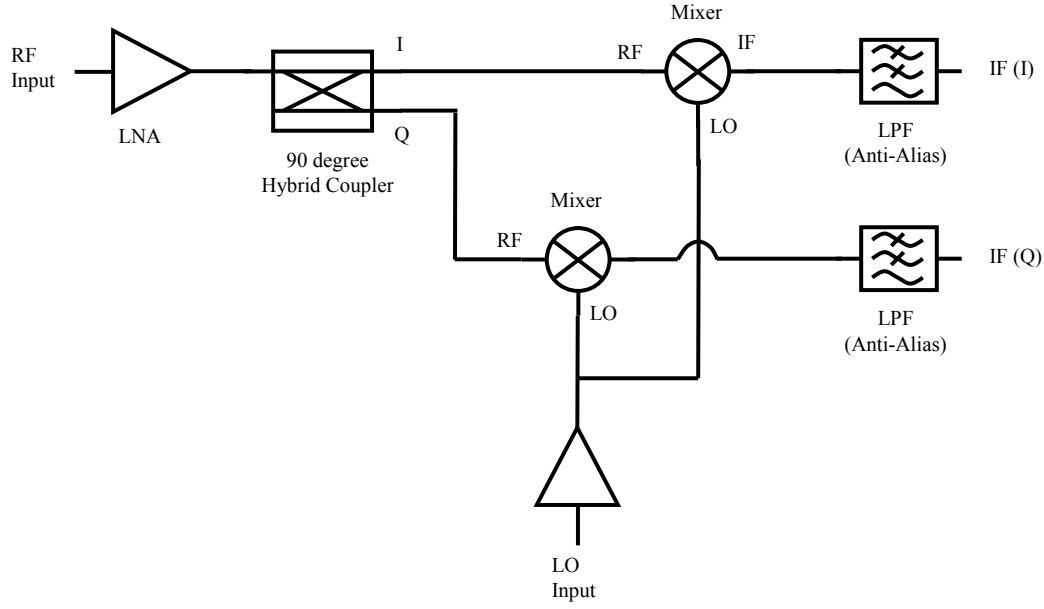 Mixer
I
IF
RF
RF
Input
IF (I)
LO
LNA
Q
LPF
(Anti-Alias)
90 degree
Hybrid Coupler
Mixer
RF
IF (Q)
LO
LPF
(Anti-Alias)
LO
Input